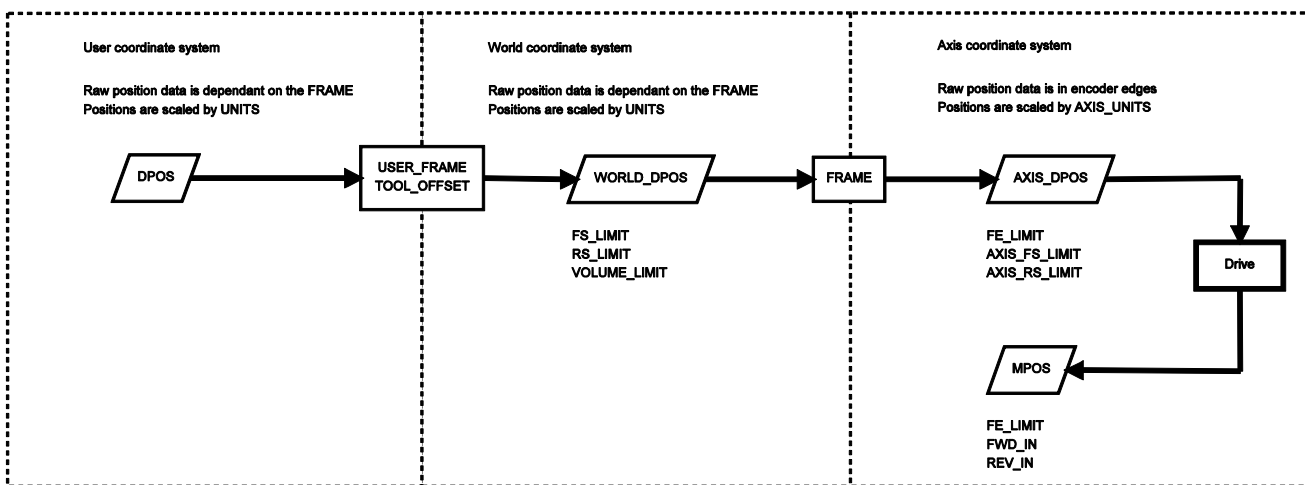 User coordinate system
Raw position data is dependant on the FRAME
Positions are scaled by UNITS
DPOS
USER_FRAME
TOOL_OFFSET
World coordinate system
Raw position data is dependant on the FRAME
Positions are scaled by UNITS
WORLD_DPOS
FS_LIMIT
RS_LIMIT
VOLUME_LIMIT
FRAME
Axis coordinate system
Raw position data is in encoder edges
Positions are scaled by AXIS_UNITS
AXIS_DPOS
FE_LIMIT
AXIS_FS_LIMIT
AXIS_RS_LIMIT
Drive
MPOS
FE_LIMIT
FWD_IN
REV_IN